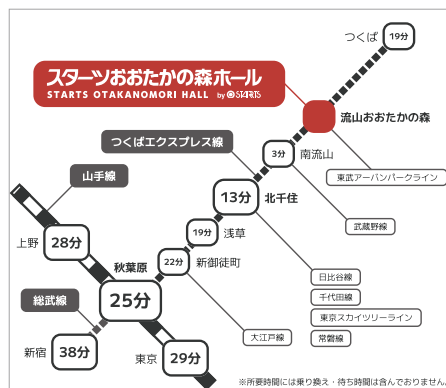 つくば
19分
スターツおおたかの森ホール
STARTS OTAKANOMORI HALL by STARTS
流山おおたかの森
つくばエクスプレス線
3分
南流山
東武アーバンパークライン
山手線
13分
北千住
武蔵野線
上野
28分
19分
浅草
秋葉原
22分
新御徒町
日比谷線
25分
千代田線
総武線
東京スカイツリーライン
大江戸線
常磐線
新宿
38分
東京
29分
※所要時間には乗り換え・待ち時間は含んでおりません。